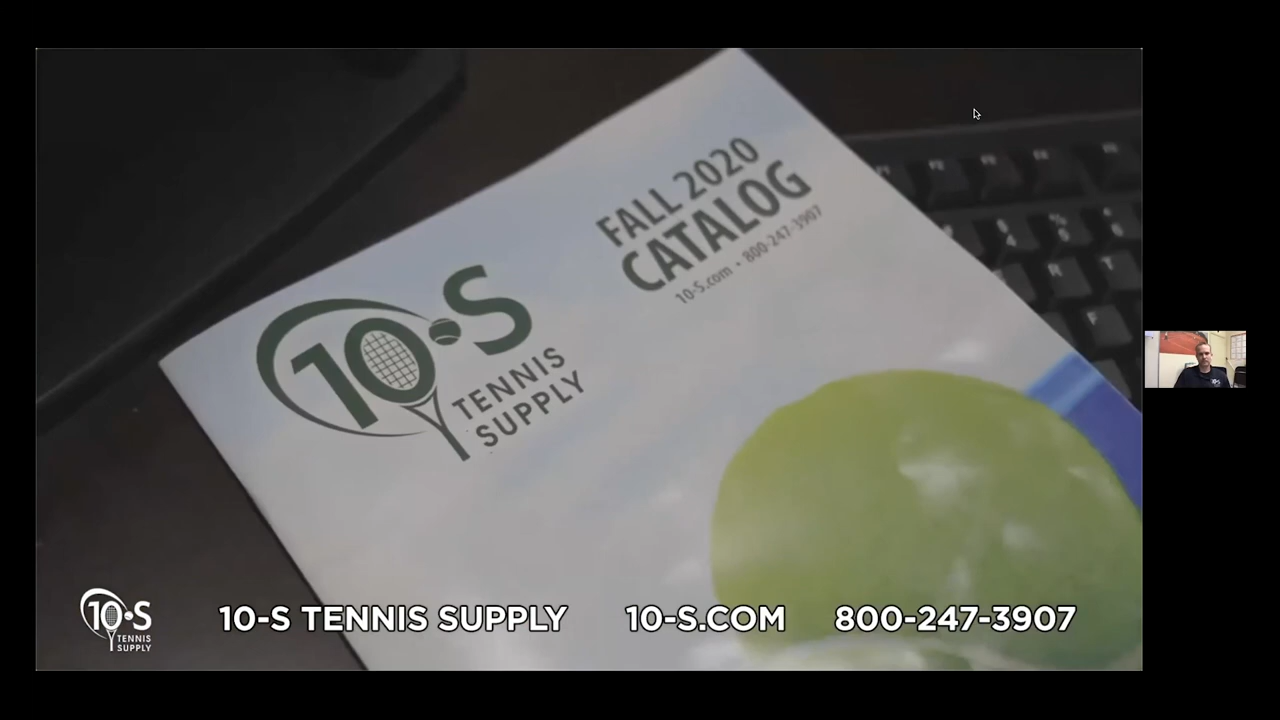 FALL 2020
CATALOG
10-S.com • 800-247-3907
10-S
TENNIS
SUPPLY
R T
F
10-S
TENNIS
SUPPLY
10-S TENNIS SUPPLY 10-S.COM 800-247-3907